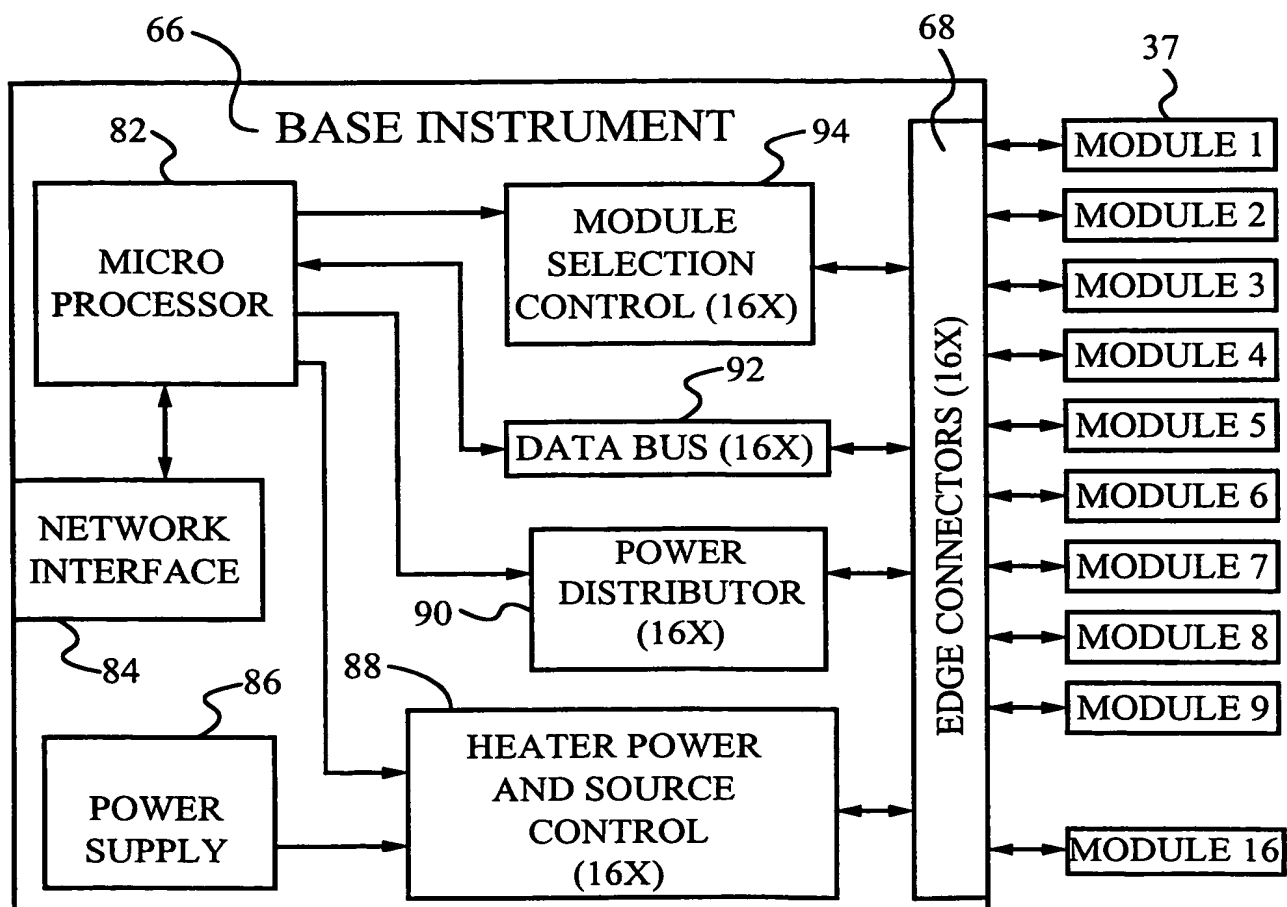 66
68
37
BASE INSTRUMENT
82
94
MICRO
PROCESSOR
MODULE
SELECTION
CONTROL (16X)
92
DATA BUS (16X)
NETWORK
INTERFACE
84
POWER
DISTRIBUTOR
(16X)
90
86
88
POWER
SUPPLY
HEATER POWER
AND SOURCE
CONTROL
(16X)
EDGE CONNECTORS (16X)
MODULE 1
MODULE 2
MODULE 3
MODULE 4
MODULE 5
MODULE 6
MODULE 7
MODULE 8
MODULE 9
MODULE 16